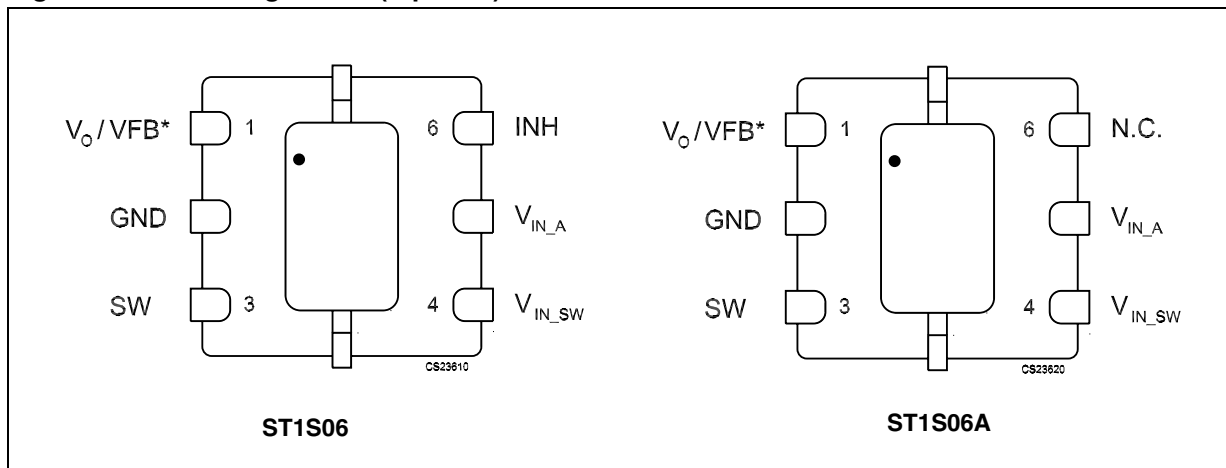 V_O/VFB* 1 6 INH
GND V_IN_A
SW 3 4 V_IN_SW
CS23610
ST1S06
V_O/VFB* 1 6 N.C.
GND V_IN_A
SW 3 4 V_IN_SW
CS23620
ST1S06A